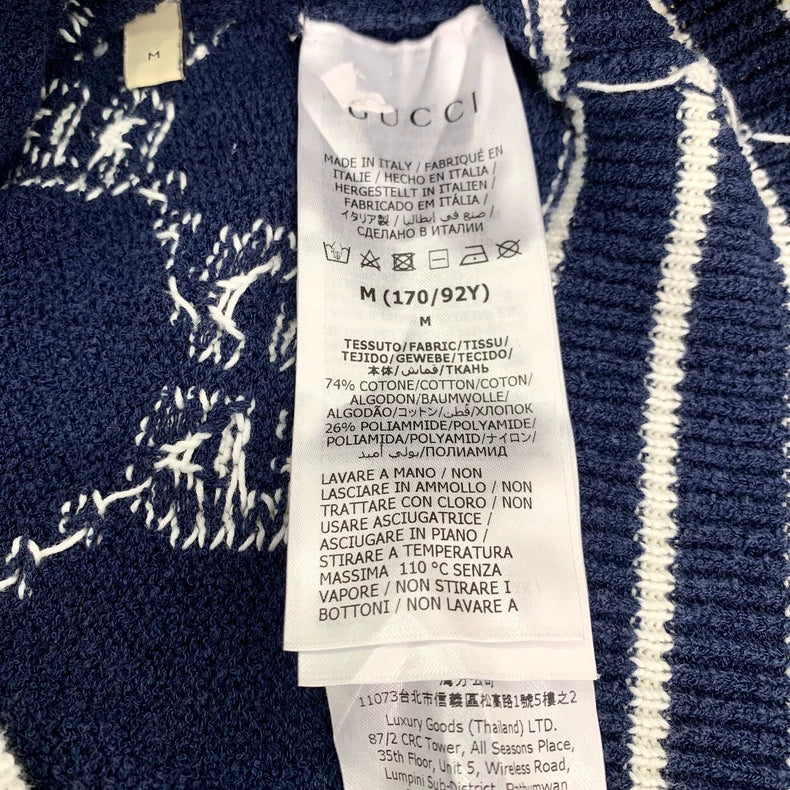 M
GUCCI
MADE IN ITALY / FABRIQUÉ EN
ITALIE / HECHO EN ITALIA /
HERGESTELLT IN ITALIEN /
FABRICADO EM ITÁLIA /
イタリア製 / صنع في ايطاليا /
СДЕЛАНО В ИТАЛИИ
M (170/92Y)
M
TESSUTO/FABRIC/TISSU/
TEJIDO/GEWEBE/TECIDO/
本体/قماش/ТКАНЬ
74% COTONE/COTTON/COTON/
ALGODON/BAUMWOLLE/
ALGODÃO/コットン/قطن/ХЛОПОК
26% POLIAMMIDE/POLYAMIDE/
POLIAMIDA/POLYAMID/ナイロン/
بولي أميد/ПОЛИАМИД
LAVARE A MANO / NON
LASCIARE IN AMMOLLO / NON
TRATTARE CON CLORO / NON
USARE ASCIUGATRICE /
ASCIUGARE IN PIANO /
STIRARE A TEMPERATURA
MASSIMA 110 °C SENZA
VAPORE / NON STIRARE I
BOTTONI / NON LAVARE A
11073台北市信義區松高路1號5樓之2
Luxury Goods (Thailand) LTD.
87/2 CRC Tower, All Seasons Place,
35th Floor, Unit 5, Wireless Road,
Lumpini Sub-District, Pathumwan